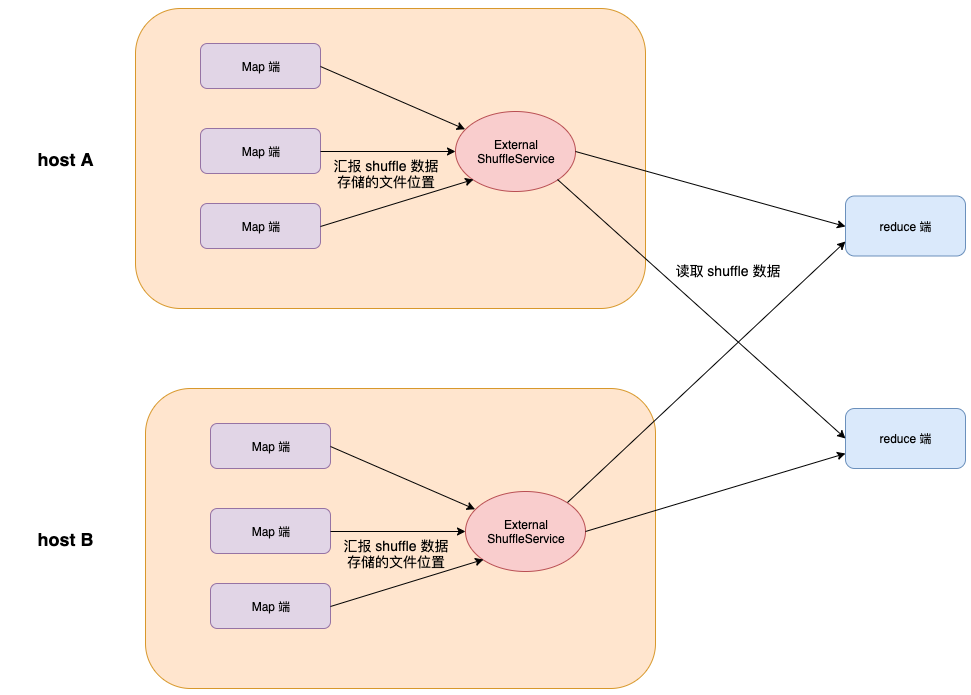 host A
Map 端
Map 端
Map 端
汇报 shuffle 数据
存储的文件位置
External
ShuffleService
reduce 端
读取 shuffle 数据
reduce 端
host B
Map 端
Map 端
Map 端
汇报 shuffle 数据
存储的文件位置
External
ShuffleService